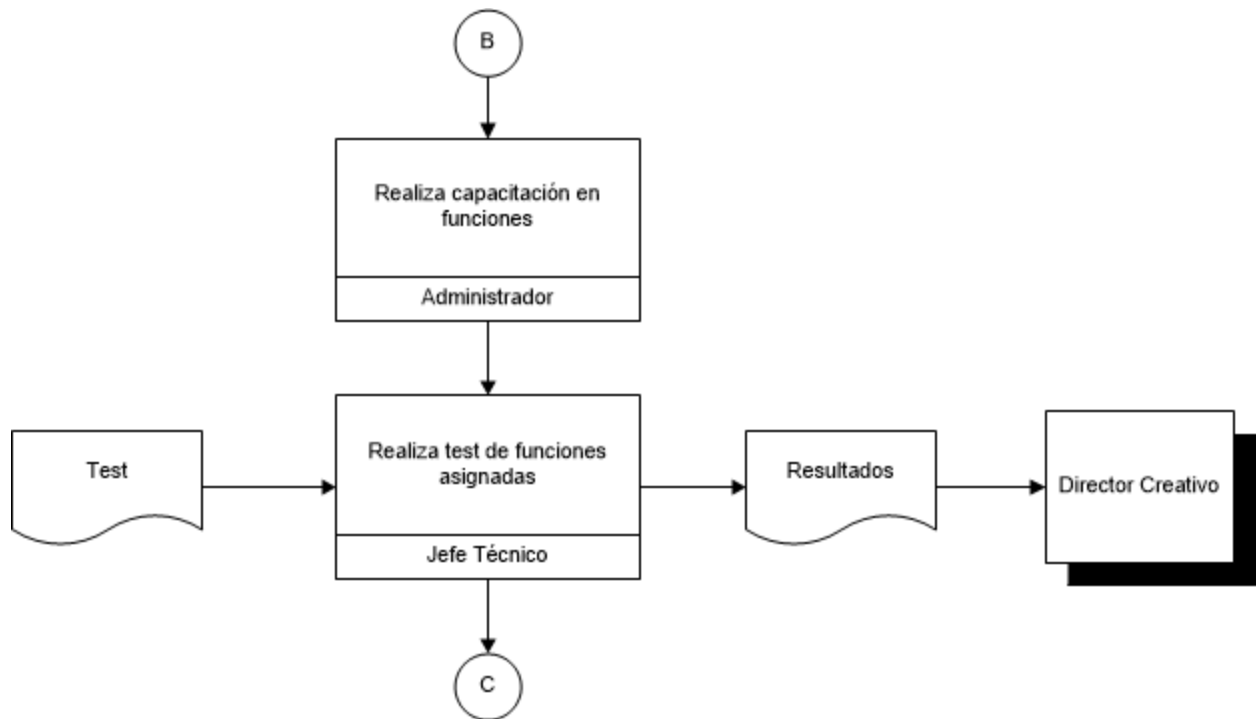 B
Realiza capacitación en
funciones
Administrador
Test
Realiza test de funciones
asignadas
Jefe Técnico
Resultados
Director Creativo
C